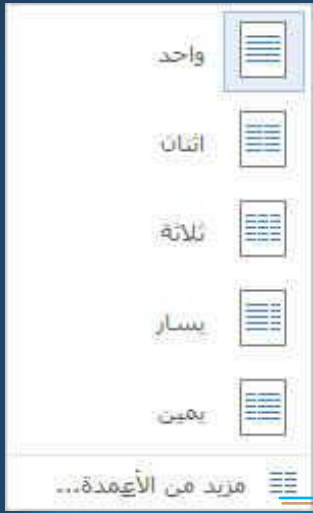 واحد
اثنان
ثلاثة
يسار
يمين
مزيد من الأعمدة...